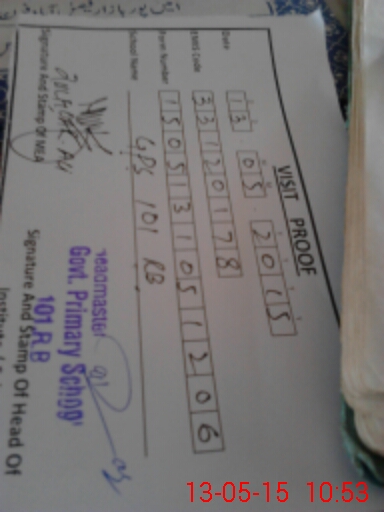 VISIT PROOF
Date 13 05 2015
EMIS Code 33120178
Form Number 1505131051206
School Name GPS 101 RB
Signature And Stamp Of MEA
Headmaster
Govt. Primary School
101 R.B
Signature And Stamp Of Head Of
13-05-15 10:53